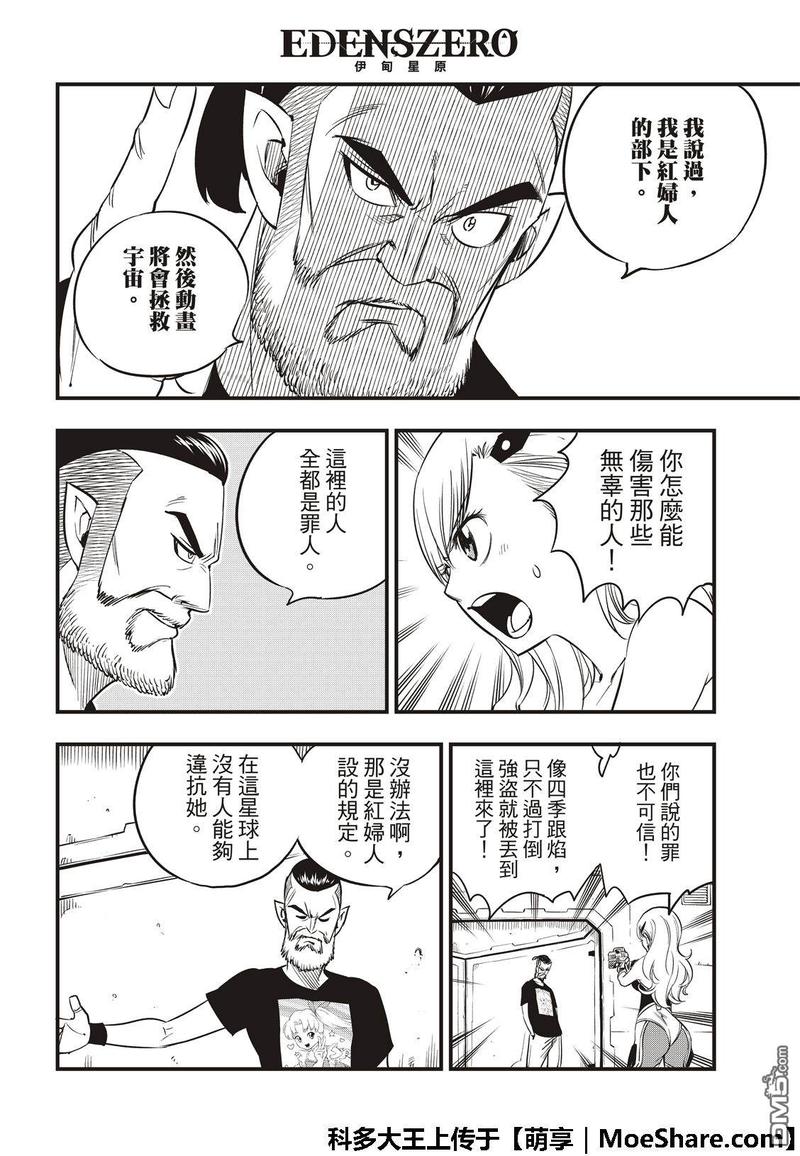 EDENSZERO
伊甸星原
我說過，
我是紅婦人
的部下。
然後動畫
將會拯救
宇宙。
你怎麼能
傷害那些
無辜的人！
這裡的人
全都是罪人。
你們說的罪
也不可信！
像四季跟焰，
只不過打倒
強盜就被丟到
這裡來了！
沒辦法啊，
那是紅婦人
設的規定。
在這星球上
沒有人能夠
違抗她。
DM5.com
科多大王上传于【萌享│MoeShare.com】